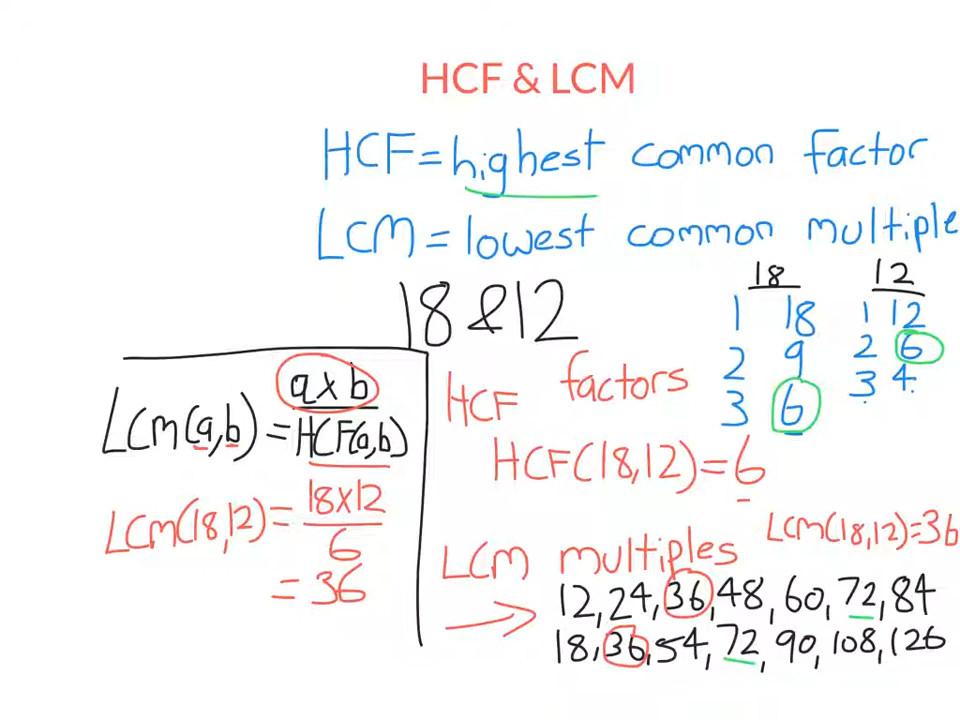 HCF & LCM
HCF = highest common factor
LCM = lowest common multiple
18 & 12
18
1 18
2 9
3 6
12
1 12
2 6
3 4
LCM(a,b) = a x b / HCF(a,b)
LCM(18,12) = 18 x 12 / 6
= 36
HCF factors
HCF(18,12) = 6
LCM multiples
LCM(18,12) = 36
12, 24, 36, 48, 60, 72, 84
18, 36, 54, 72, 90, 108, 126